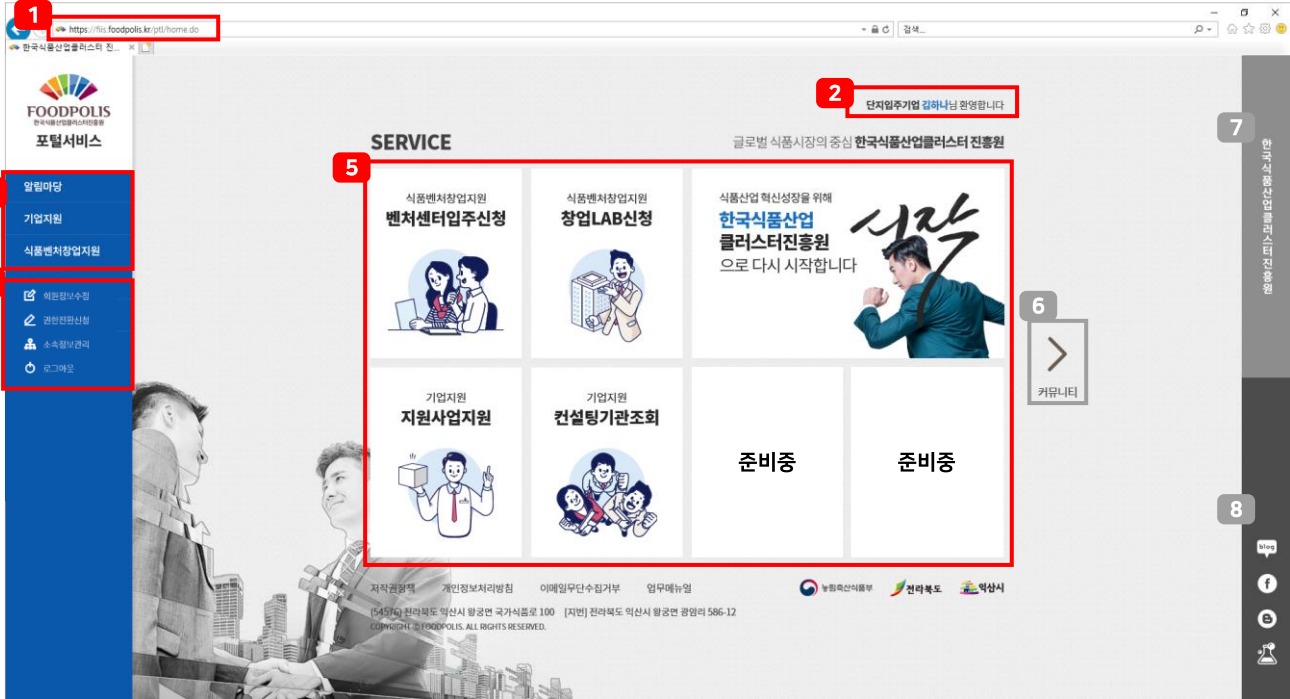 1
https://fiis.foodpolis.kr/ptl/home.do
검색...
한국식품산업클러스터 진...
FOODPOLIS
한국식품산업클러스터진흥원
포털서비스
2
단지입주기업 김하나님 환영합니다
SERVICE
글로벌 식품시장의 중심 한국식품산업클러스터 진흥원
알림마당
기업지원
식품벤처창업지원
회원정보수정
권한전환신청
소속정보관리
로그아웃
5
식품벤처창업지원
벤처센터입주신청
식품벤처창업지원
창업LAB신청
식품산업 혁신성장을 위해
한국식품산업
클러스터진흥원
으로 다시 시작합니다
시작
기업지원
지원사업지원
기업지원
컨설팅기관조회
준비중
준비중
6
커뮤니티
7
한국식품산업클러스터진흥원
8
blog
저작권정책 개인정보처리방침 이메일무단수집거부 업무메뉴얼
농림축산식품부 전라북도 익산시
(54576) 전라북도 익산시 왕궁면 국가식품로 100 [지번] 전라북도 익산시 왕궁면 광암리 586-12
COPYRIGHT © FOODPOLIS. ALL RIGHTS RESERVED.